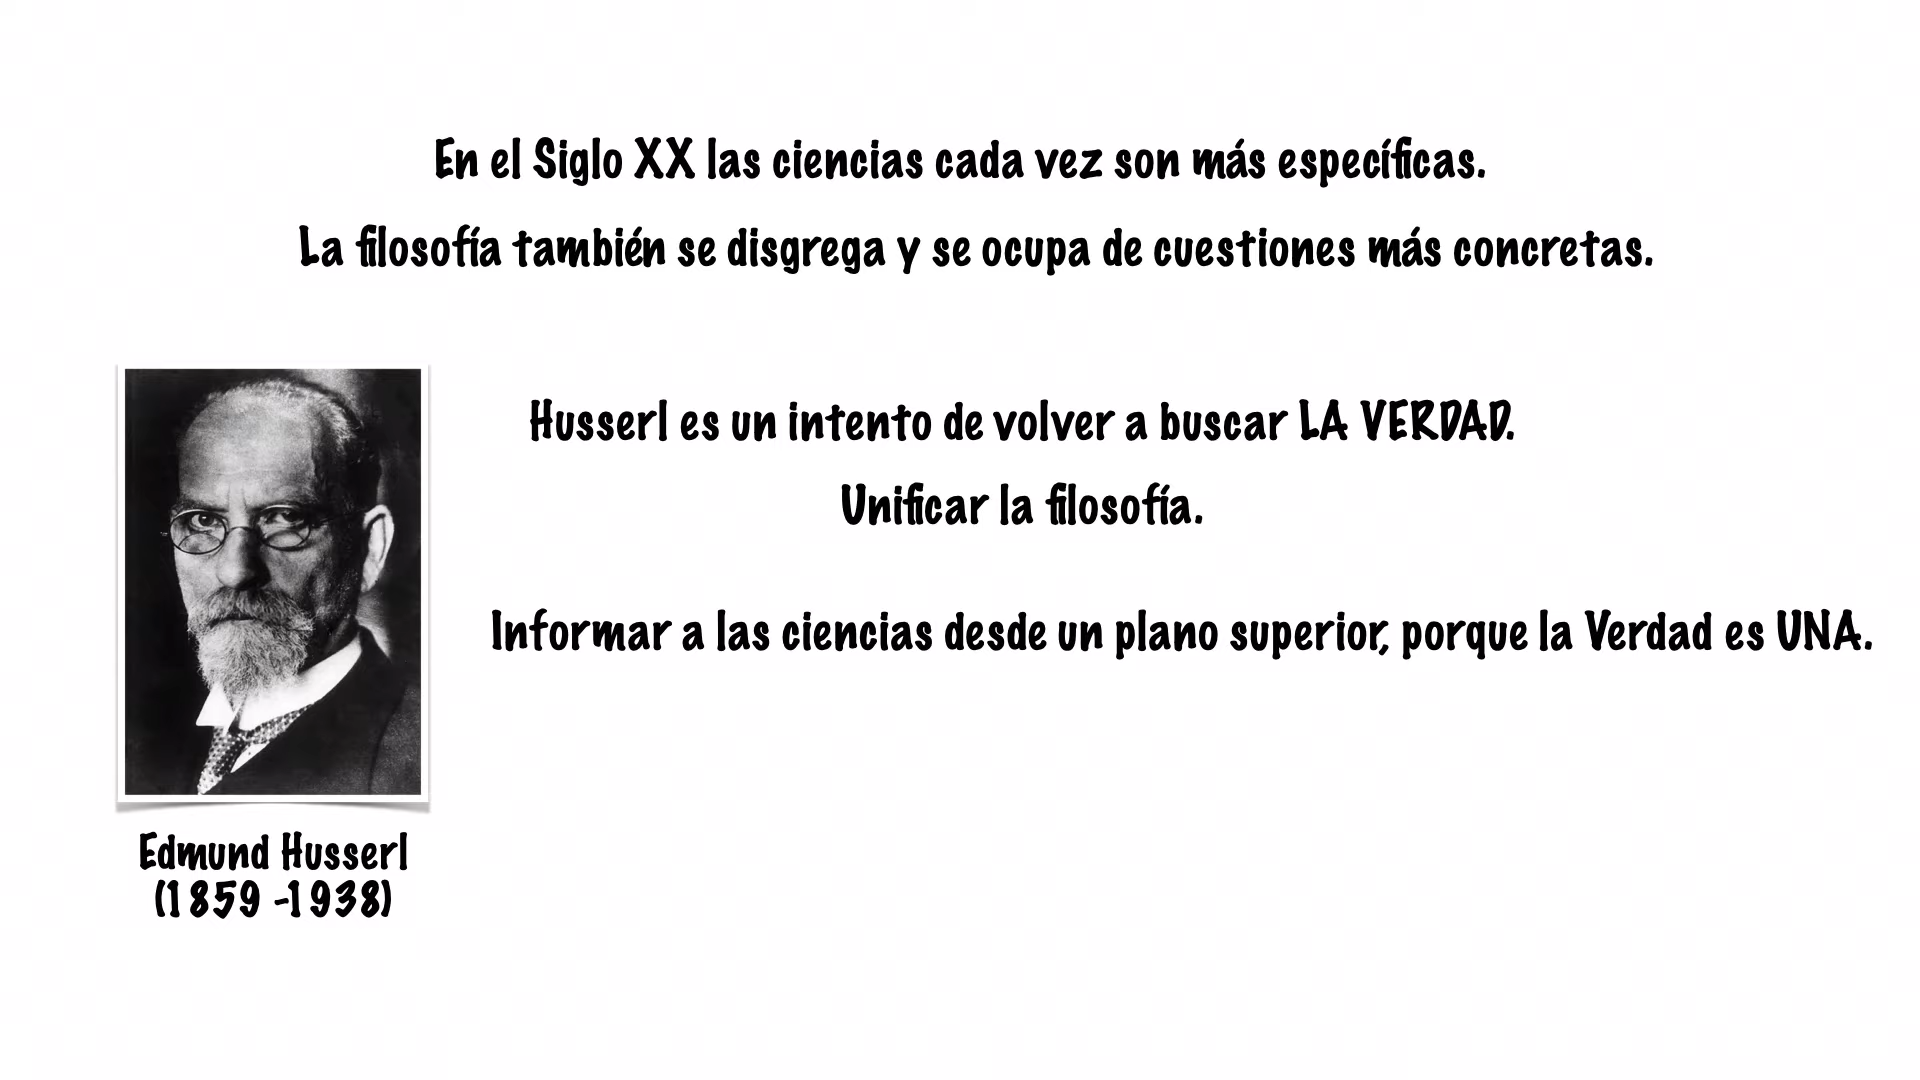 En el Siglo XX las ciencias cada vez son más específicas.
La filosofía también se disgrega y se ocupa de cuestiones más concretas.
Husserl es un intento de volver a buscar LA VERDAD.
Unificar la filosofía.
Informar a las ciencias desde un plano superior, porque la Verdad es UNA.
Edmund Husserl
(1859 -1938)